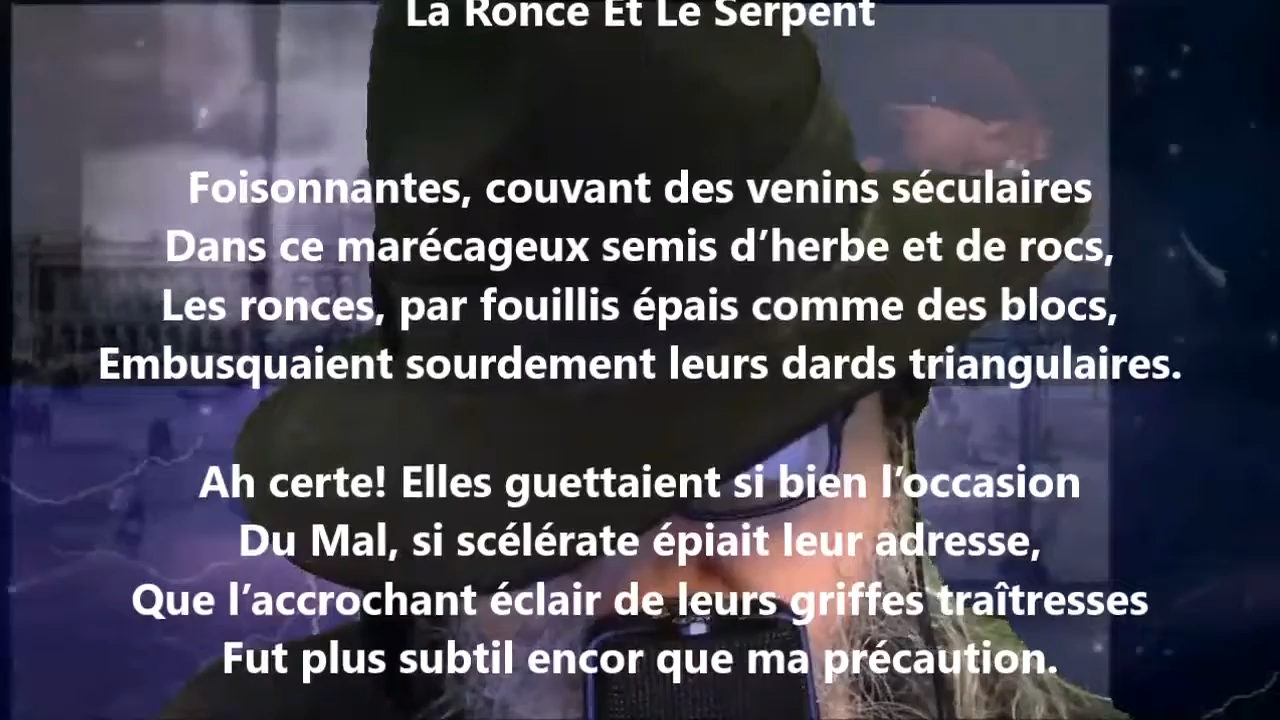 La Ronce Et Le Serpent
Foisonnantes, couvant des venins séculaires
Dans ce marécageux semis d’herbe et de rocs,
Les ronces, par fouillis épais comme des blocs,
Embusquaient sourdement leurs dards triangulaires.
Ah certe! Elles guettaient si bien l’occasion
Du Mal, si scélérate épiait leur adresse,
Que l’accrochant éclair de leurs griffes traîtresses
Fut plus subtil encor que ma précaution.